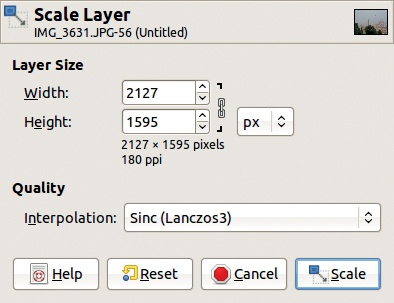 Scale Layer
IMG_3631.JPG-56 (Untitled)
Layer Size
Width: 2127
Height: 1595 px
2127 × 1595 pixels
180 ppi
Quality
Interpolation: Sinc (Lanczos3)
Help Reset Cancel Scale